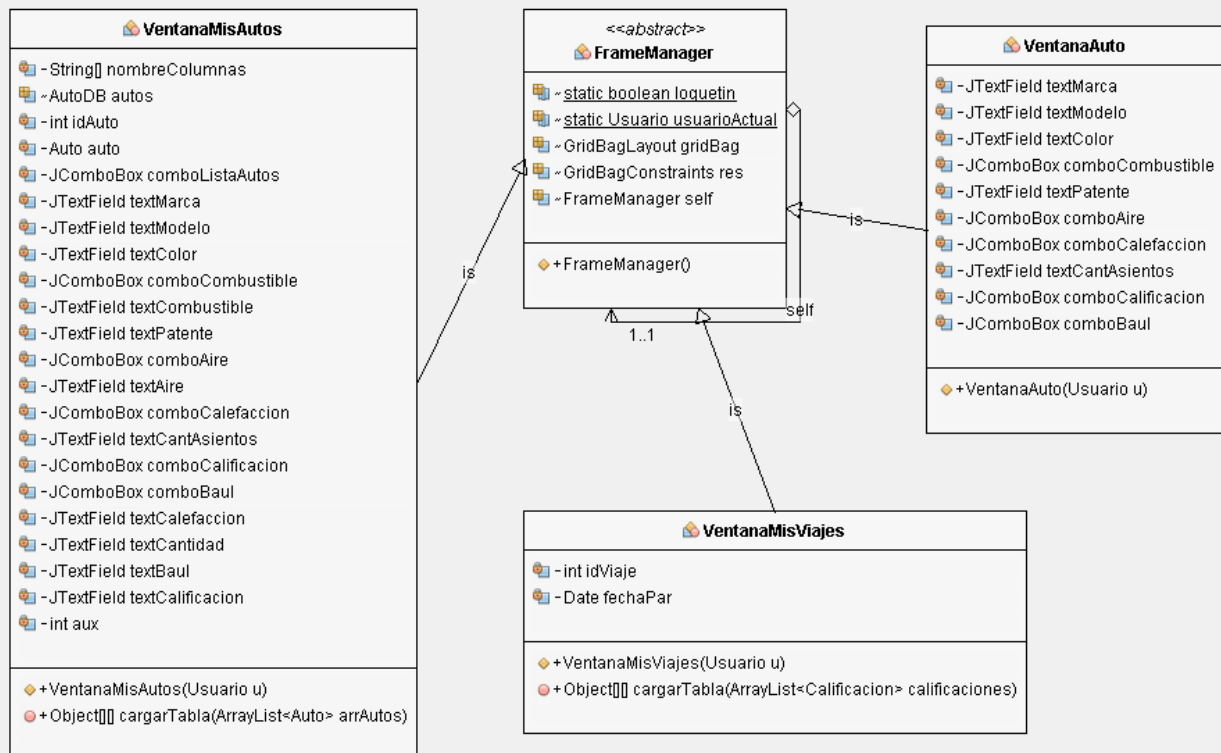 VentanaMisAutos
-String[] nombreColumnas
~AutoDB autos
-int idAuto
-Auto auto
-JComboBox comboListaAutos
-JTextField textMarca
-JTextField textModelo
-JTextField textColor
-JComboBox comboCombustible
-JTextField textCombustible
-JTextField textPatente
-JComboBox comboAire
-JTextField textAire
-JComboBox comboCalefaccion
-JTextField textCantAsientos
-JComboBox comboCalificacion
-JComboBox comboBaul
-JTextField textCalefaccion
-JTextField textCantidad
-JTextField textBaul
-JTextField textCalificacion
-int aux
+VentanaMisAutos(Usuario u)
+Object[][] cargarTabla(ArrayList<Auto> arrAutos)
is
<<abstract>>
FrameManager
~static boolean loquetin
~static Usuario usuarioActual
~GridBagLayout gridBag
~GridBagConstraints res
~FrameManager self
+FrameManager()
self
1..1
is
is
VentanaAuto
-JTextField textMarca
-JTextField textModelo
-JTextField textColor
-JComboBox comboCombustible
-JTextField textPatente
-JComboBox comboAire
-JComboBox comboCalefaccion
-JTextField textCantAsientos
-JComboBox comboCalificacion
-JComboBox comboBaul
+VentanaAuto(Usuario u)
VentanaMisViajes
-int idViaje
-Date fechaPar
+VentanaMisViajes(Usuario u)
+Object[][] cargarTabla(ArrayList<Calificacion> calificaciones)